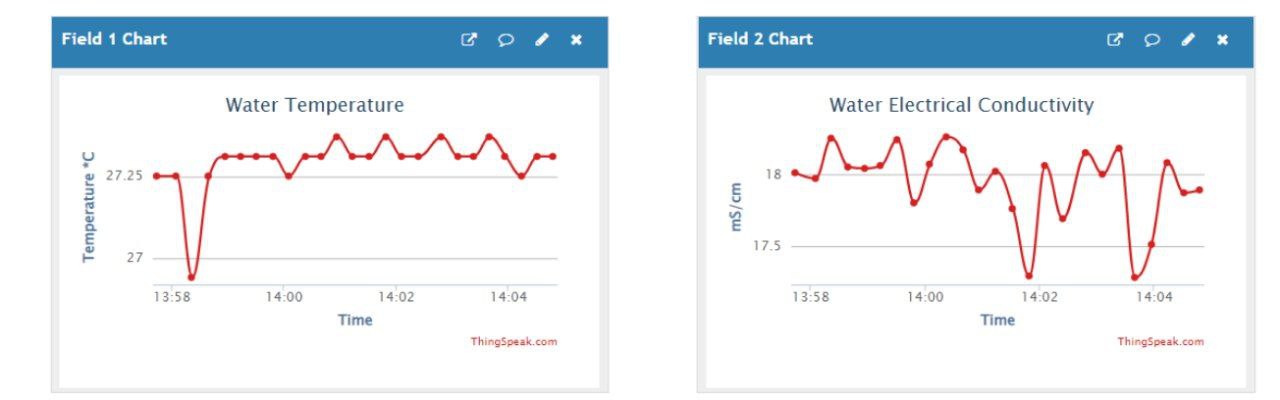 Field 1 Chart
Water Temperature
Temperature *C
27.25
27
13:58 14:00 14:02 14:04
Time
ThingSpeak.com
Field 2 Chart
Water Electrical Conductivity
mS/cm
18
17.5
13:58 14:00 14:02 14:04
Time
ThingSpeak.com